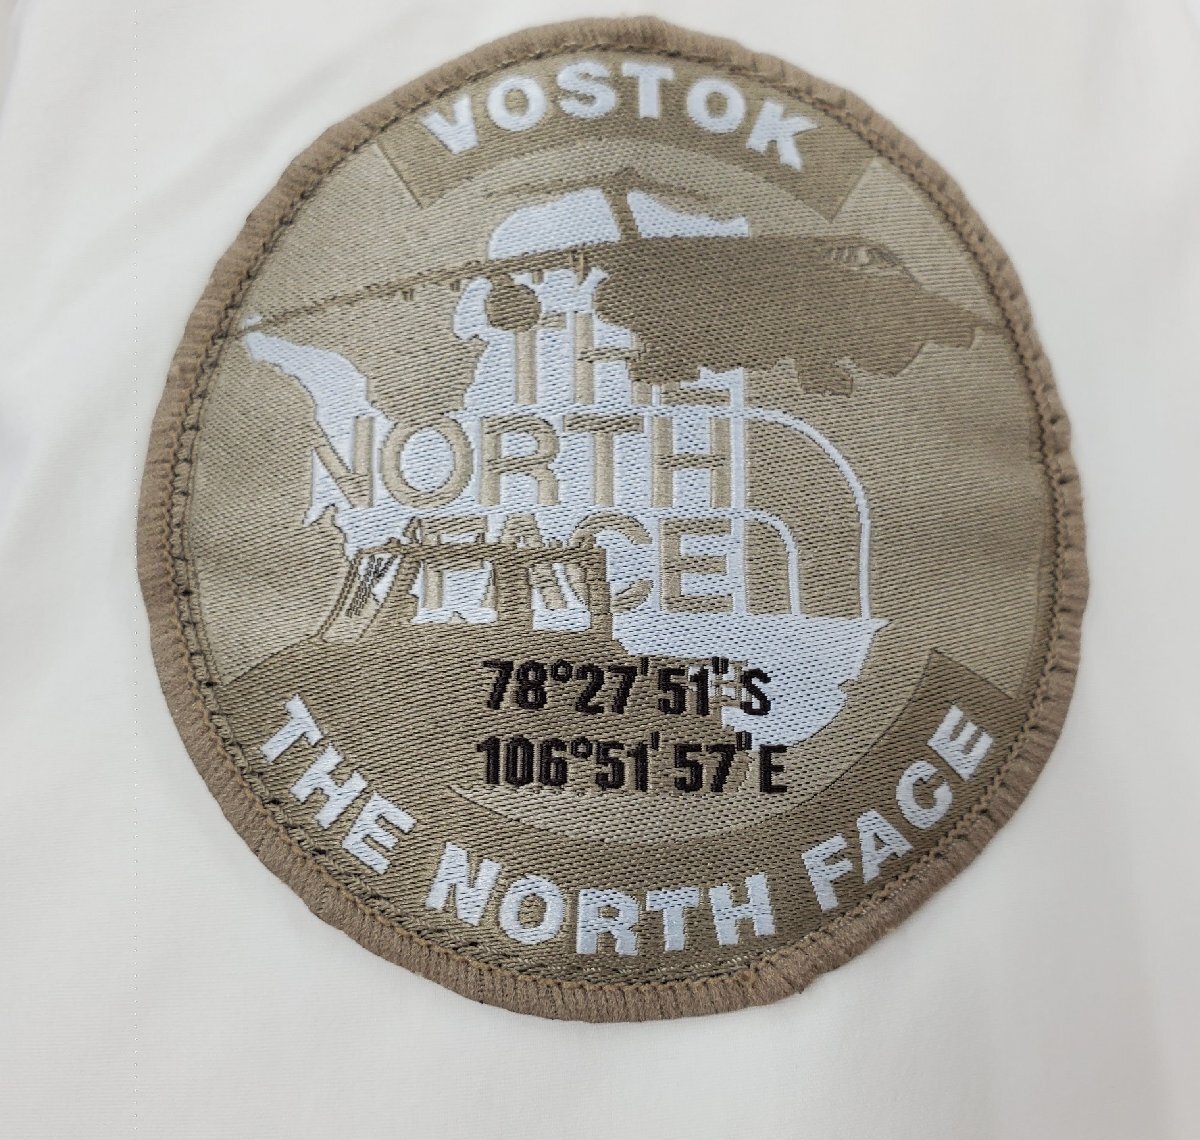 VOSTOK
THE
NORTH
FACE
78°27'51"S
106°51'57"E
THE NORTH FACE